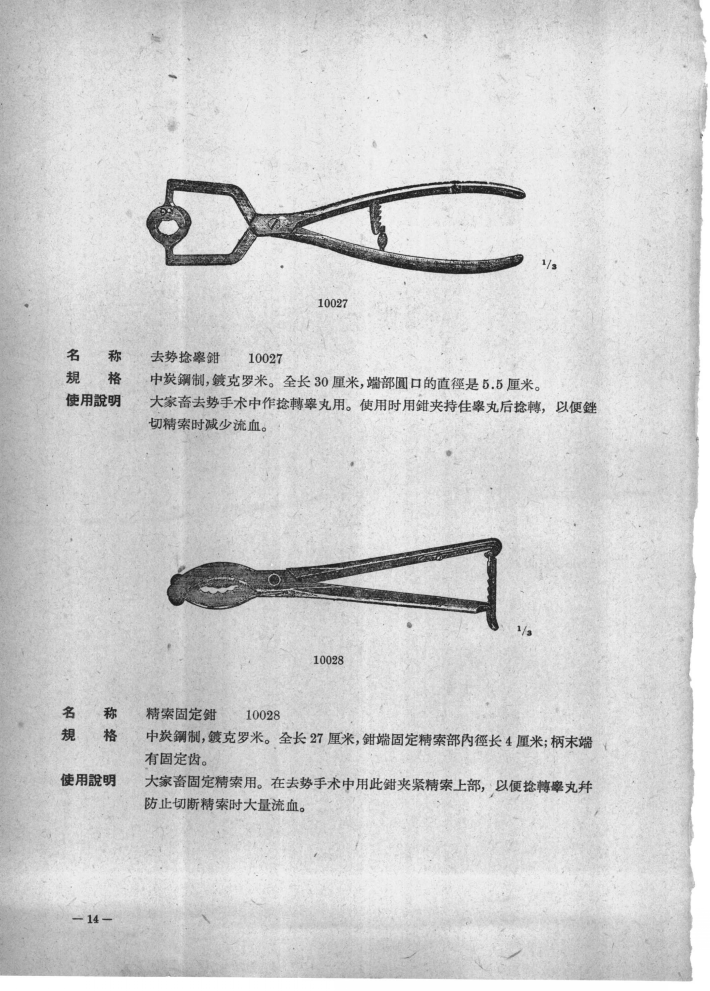 1/3
10027
名 称 去勢捻睾鉗 10027
規 格 中炭鋼制,鍍克罗米。全长 30 厘米,端部圓口的直徑是 5.5 厘米。
使用說明 大家畜去勢手术中作捻轉睾丸用。使用时用鉗夹持住睾丸后捻轉, 以便銼
切精索时减少流血。
1/3
10028
名 称 精索固定鉗 10028
規 格 中炭鋼制,鍍克罗米。全长 27 厘米,鉗端固定精索部內徑长 4 厘米;柄末端
有固定齿。
使用說明 大家畜固定精索用。在去勢手术中用此鉗夹紧精索上部, 以便捻轉睾丸幷
防止切断精索时大量流血。
— 14 —